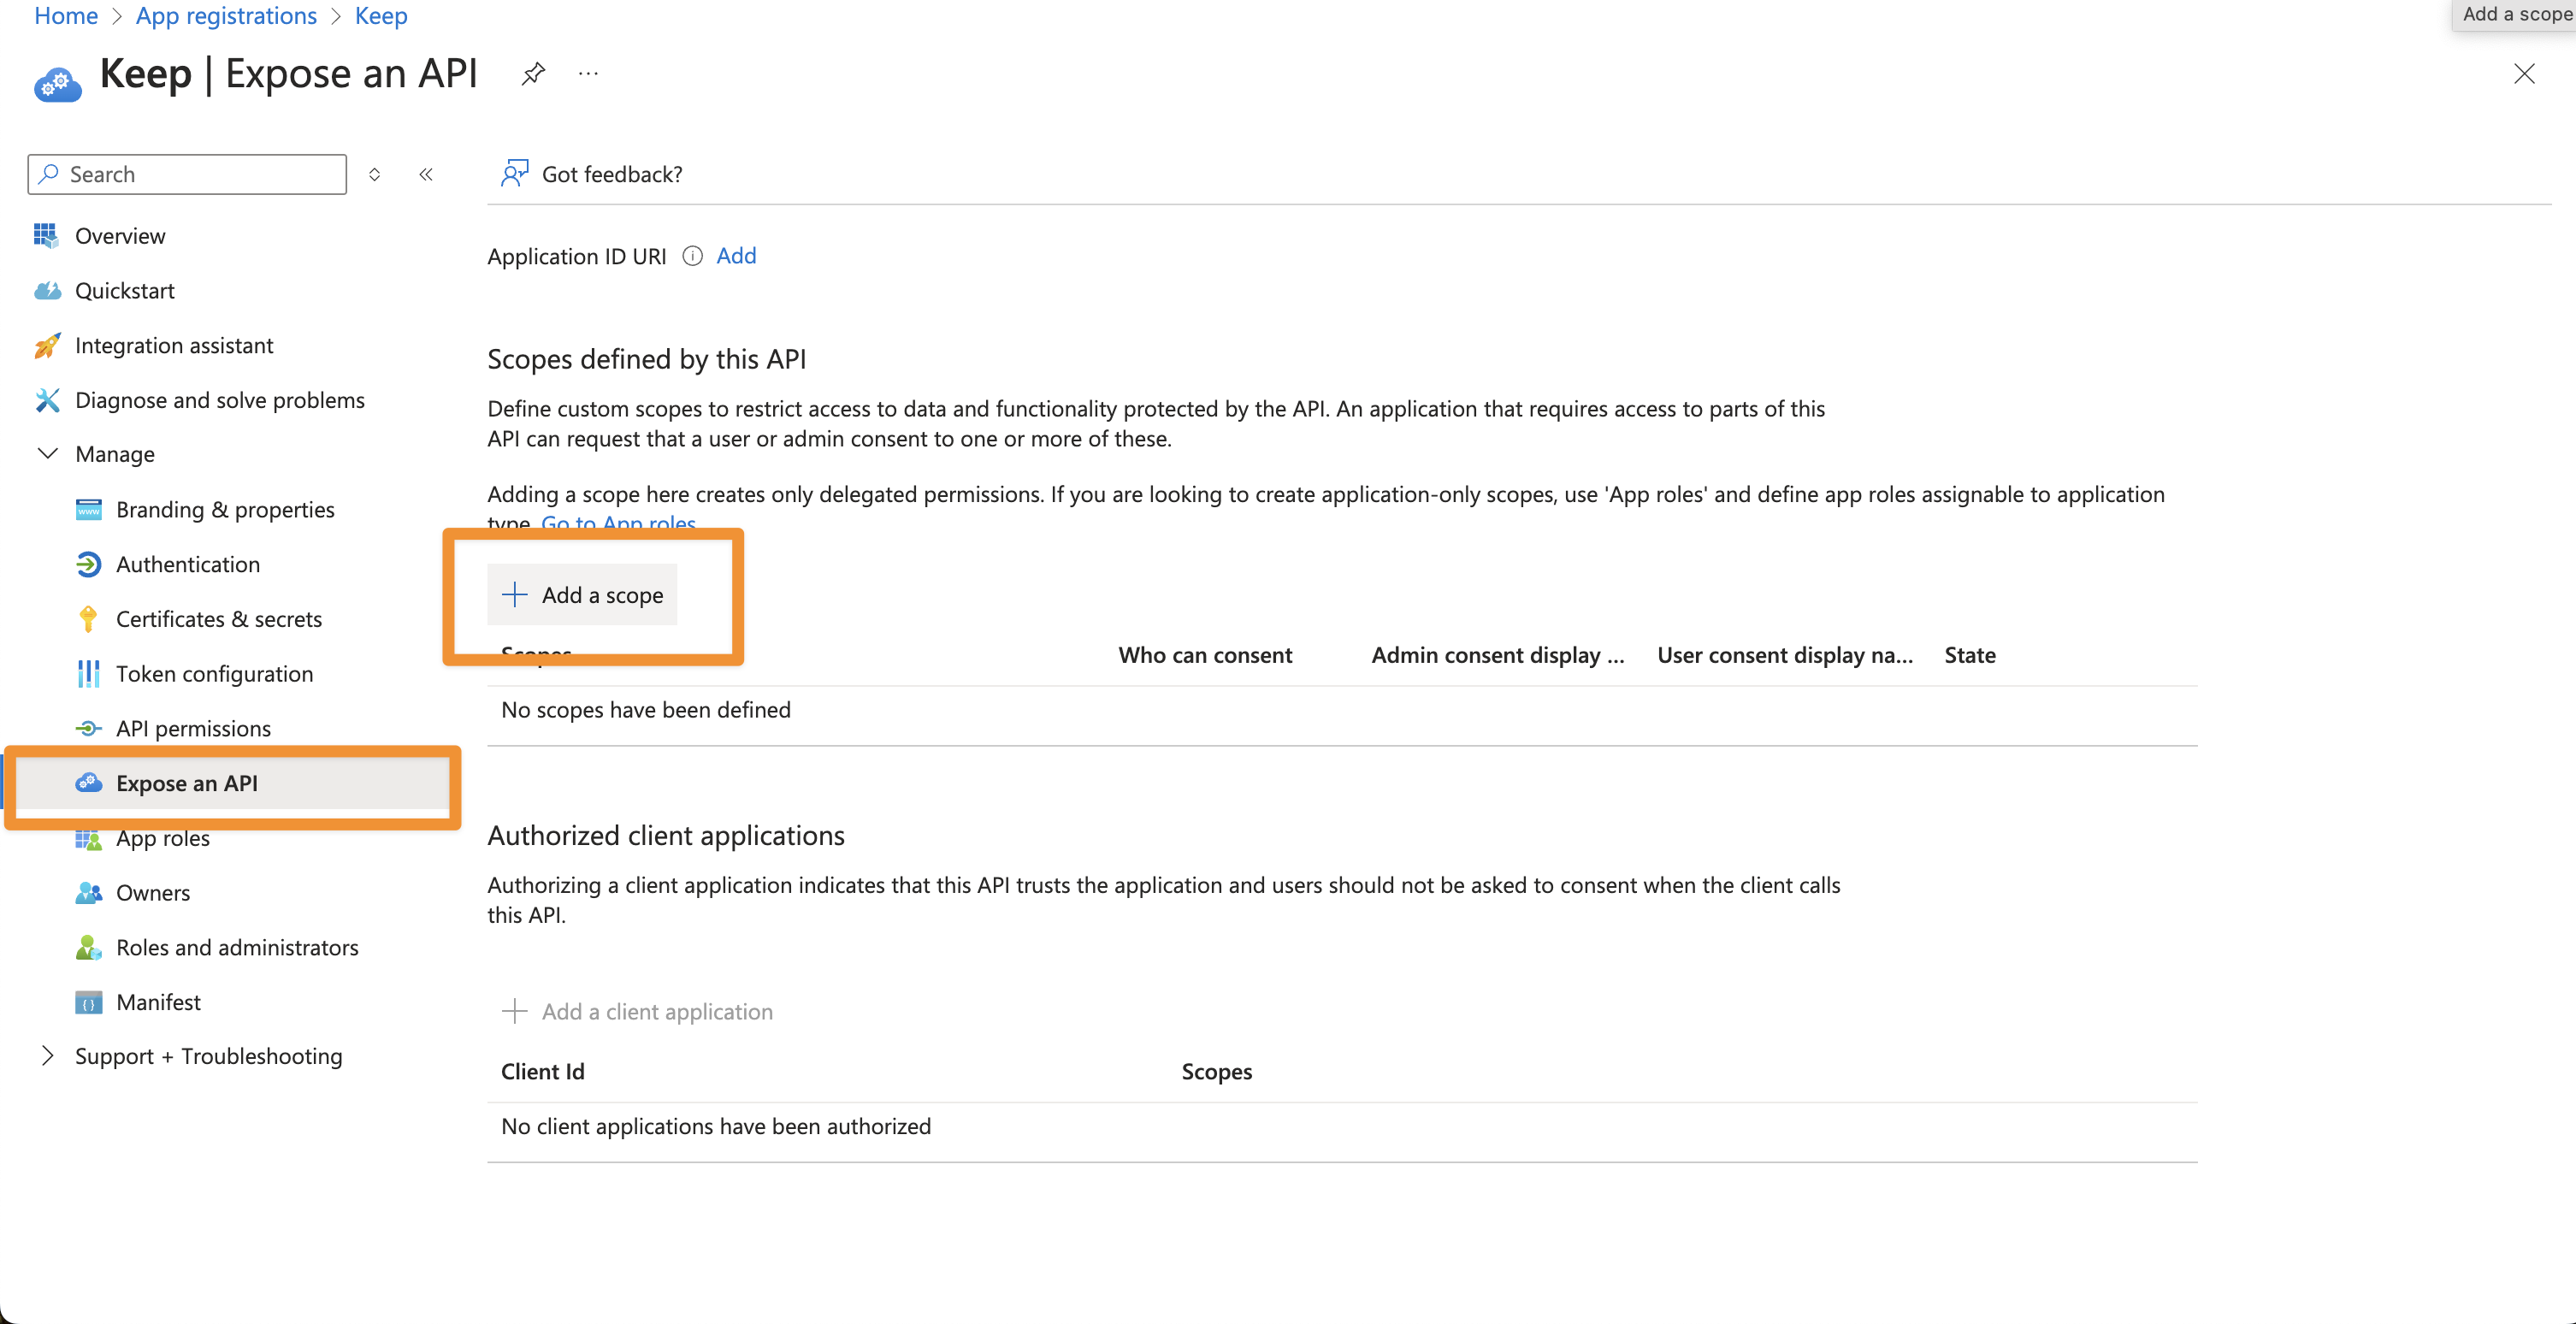 Home > App registrations > Keep
Add a scope
Keep | Expose an API
Search
Got feedback?
Overview
Quickstart
Integration assistant
Diagnose and solve problems
Manage
Branding & properties
Authentication
Certificates & secrets
Token configuration
API permissions
Expose an API
App roles
Owners
Roles and administrators
Manifest
Support + Troubleshooting
Application ID URI Add
Scopes defined by this API
Define custom scopes to restrict access to data and functionality protected by the API. An application that requires access to parts of this
API can request that a user or admin consent to one or more of these.
Adding a scope here creates only delegated permissions. If you are looking to create application-only scopes, use 'App roles' and define app roles assignable to application
type. Go to App roles
Add a scope
Scopes Who can consent Admin consent display ... User consent display na... State
No scopes have been defined
Authorized client applications
Authorizing a client application indicates that this API trusts the application and users should not be asked to consent when the client calls
this API.
Add a client application
Client Id Scopes
No client applications have been authorized